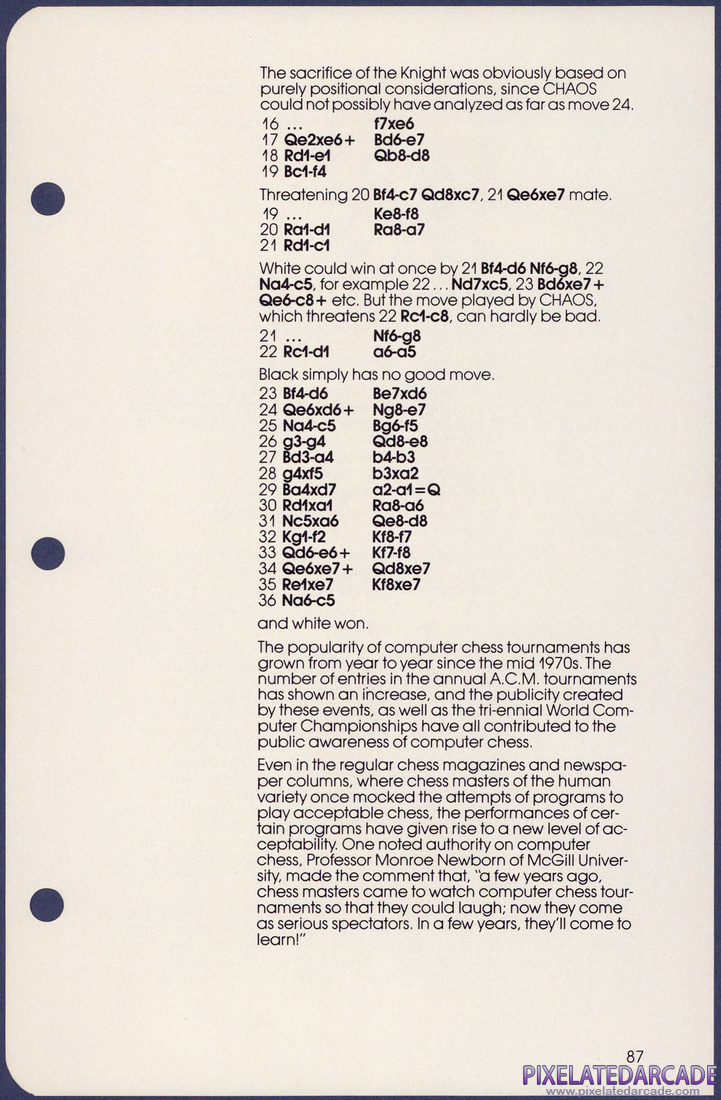 The sacrifice of the Knight was obviously based on
purely positional considerations, since CHAOS
could not possibly have analyzed as far as move 24.
16 ... f7xe6
17 Qe2xe6+ Bd6-e7
18 Rd1-e1 Qb8-d8
19 Bc1-f4
Threatening 20 Bf4-c7 Qd8xc7, 21 Qe6xe7 mate.
19 ... Ke8-f8
20 Ra1-d1 Ra8-a7
21 Rd1-c1
White could win at once by 21 Bf4-d6 Nf6-g8, 22
Na4-c5, for example 22 ... Nd7xc5, 23 Bd6xe7+
Qe6-c8+ etc. But the move played by CHAOS,
which threatens 22 Rc1-c8, can hardly be bad.
21 ... Nf6-g8
22 Rc1-d1 a6-a5
Black simply has no good move.
23 Bf4-d6 Be7xd6
24 Qe6xd6+ Ng8-e7
25 Na4-c5 Bg6-f5
26 g3-g4 Qd8-e8
27 Bd3-a4 b4-b3
28 g4xf5 b3xa2
29 Ba4xd7 a2-a1=Q
30 Rd1xa1 Ra8-a6
31 Nc5xa6 Qe8-d8
32 Kg1-f2 Kf8-f7
33 Qd6-e6+ Kf7-f8
34 Qe6xe7+ Qd8xe7
35 Re1xe7 Kf8xe7
36 Na6-c5
and white won.
The popularity of computer chess tournaments has
grown from year to year since the mid 1970s. The
number of entries in the annual A.C.M. tournaments
has shown an increase, and the publicity created
by these events, as well as the tri-ennial World Com-
puter Championships have all contributed to the
public awareness of computer chess.
Even in the regular chess magazines and newspa-
per columns, where chess masters of the human
variety once mocked the attempts of programs to
play acceptable chess, the performances of cer-
tain programs have given rise to a new level of ac-
ceptability. One noted authority on computer
chess, Professor Monroe Newborn of McGill Univer-
sity, made the comment that, "a few years ago,
chess masters came to watch computer chess tour-
naments so that they could laugh; now they come
as serious spectators. In a few years, they'll come to
learn!"
87
PIXELATEDARCADE
www.pixelatedarcade.com